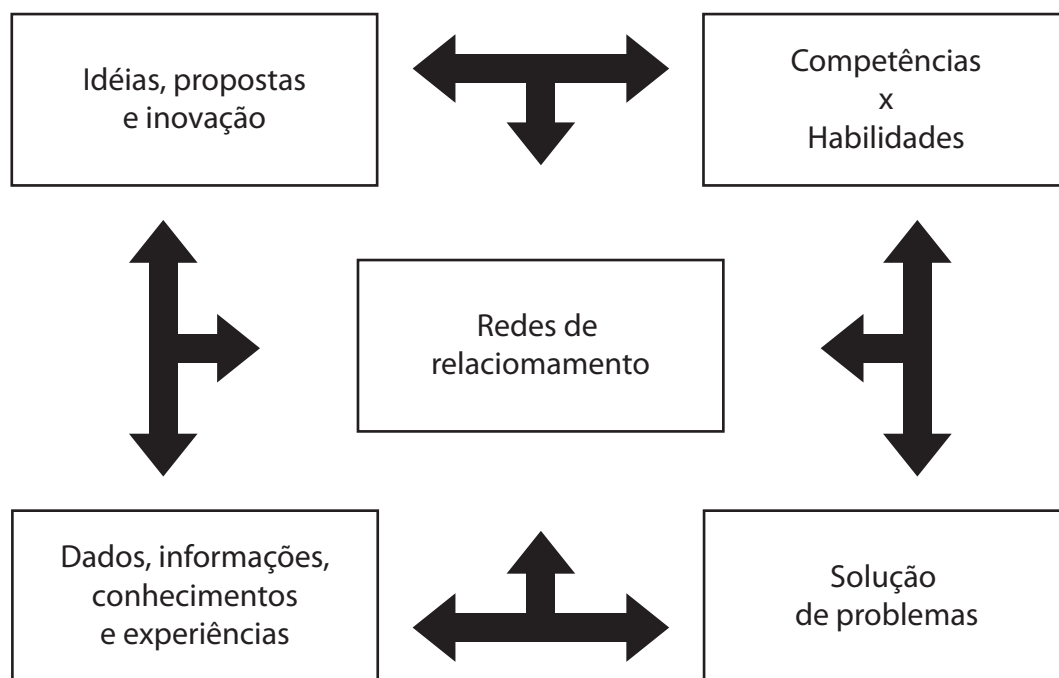 Idéias, propostas
e inovação
Competências
x
Habilidades
Redes de
relaciomamento
Dados, informações,
conhecimentos
e experiências
Solução
de problemas